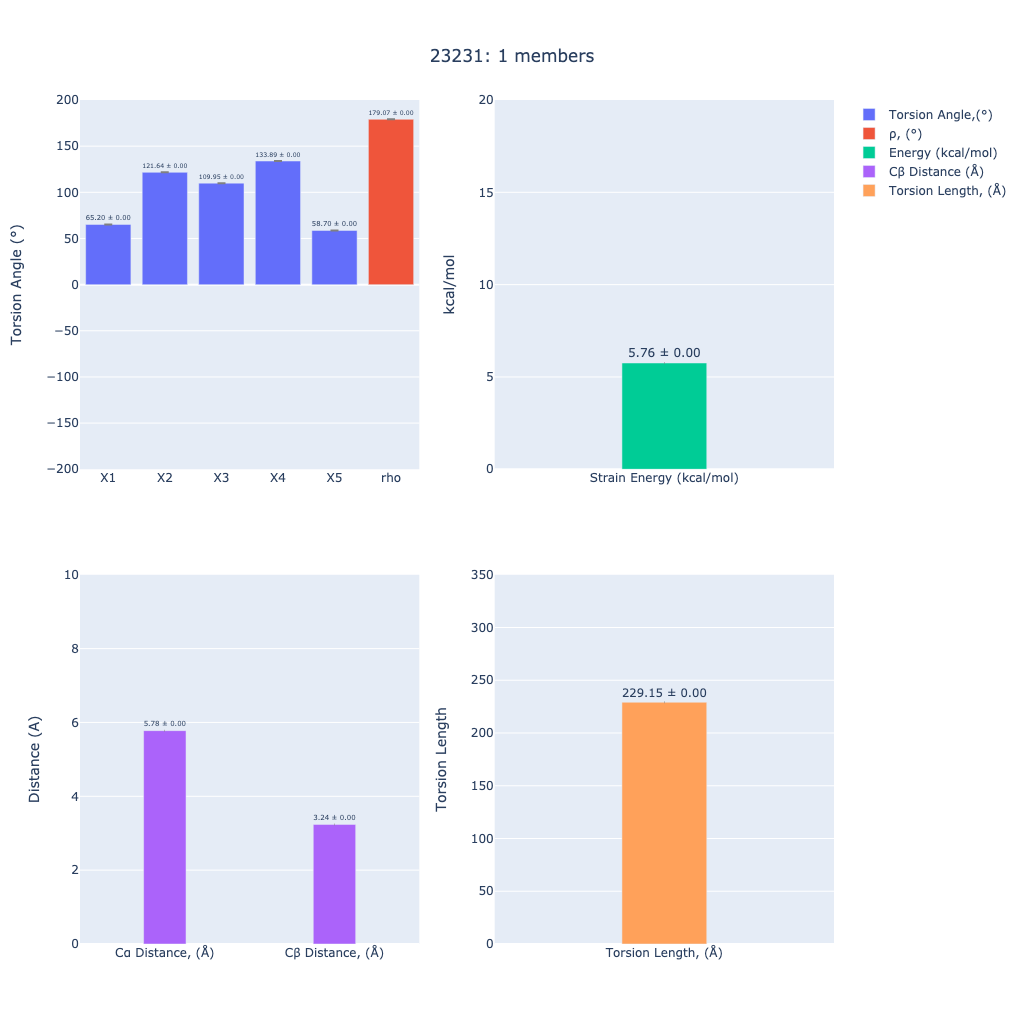 23231: 1 members
Torsion Angle (°)
200
150
100
50
0
−50
−100
−150
−200
65.20 ± 0.00
121.64 ± 0.00
109.95 ± 0.00
133.89 ± 0.00
58.70 ± 0.00
179.07 ± 0.00
X1 X2 X3 X4 X5 rho
kcal/mol
20
15
10
5
0
5.76 ± 0.00
Strain Energy (kcal/mol)
Torsion Angle,(°)
ρ, (°)
Energy (kcal/mol)
Cβ Distance (Å)
Torsion Length, (Å)
Distance (A)
10
8
6
4
2
0
5.78 ± 0.00
3.24 ± 0.00
Cα Distance, (Å) Cβ Distance, (Å)
Torsion Length
350
300
250
200
150
100
50
0
229.15 ± 0.00
Torsion Length, (Å)